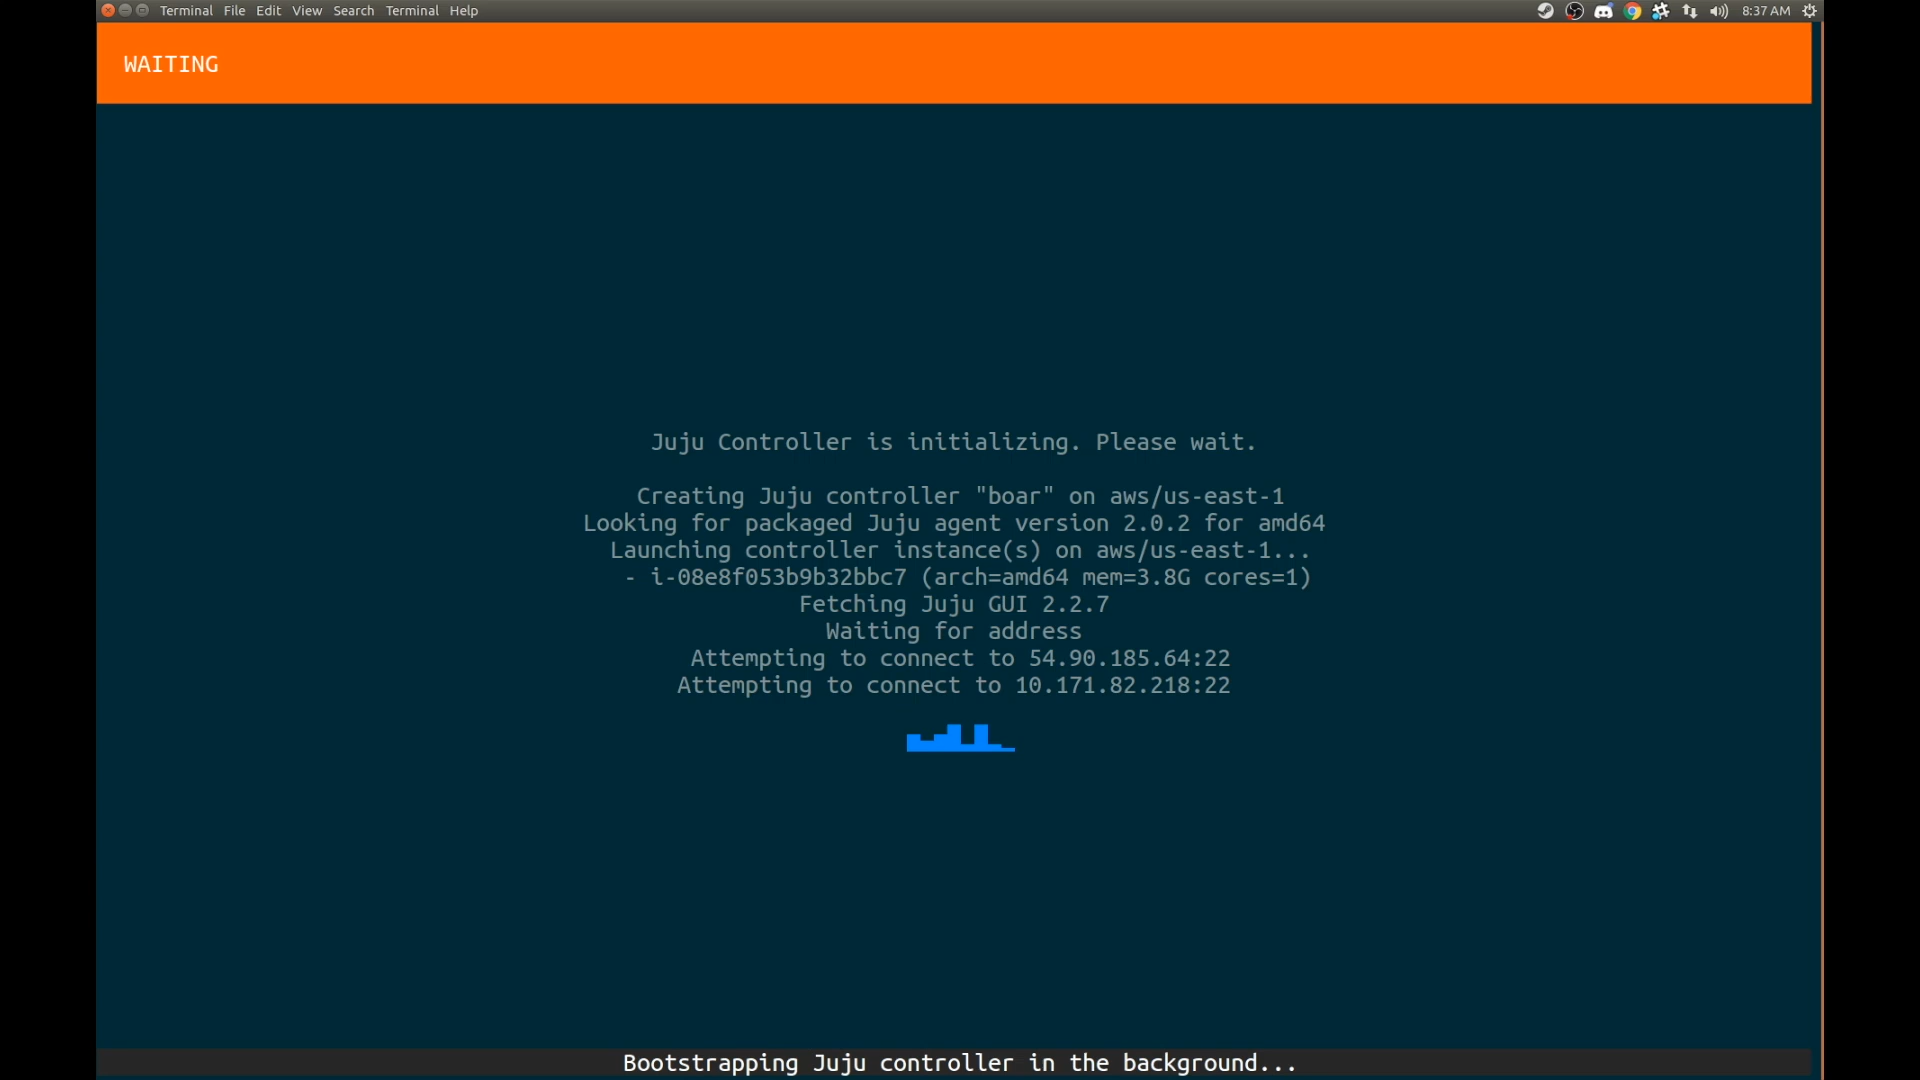 Terminal File Edit View Search Terminal Help 8:37 AM
WAITING
Juju Controller is initializing. Please wait.
Creating Juju controller "boar" on aws/us-east-1
Looking for packaged Juju agent version 2.0.2 for amd64
Launching controller instance(s) on aws/us-east-1...
- i-08e8f053b9b32bbc7 (arch=amd64 mem=3.8G cores=1)
Fetching Juju GUI 2.2.7
Waiting for address
Attempting to connect to 54.90.185.64:22
Attempting to connect to 10.171.82.218:22
Bootstrapping Juju controller in the background...